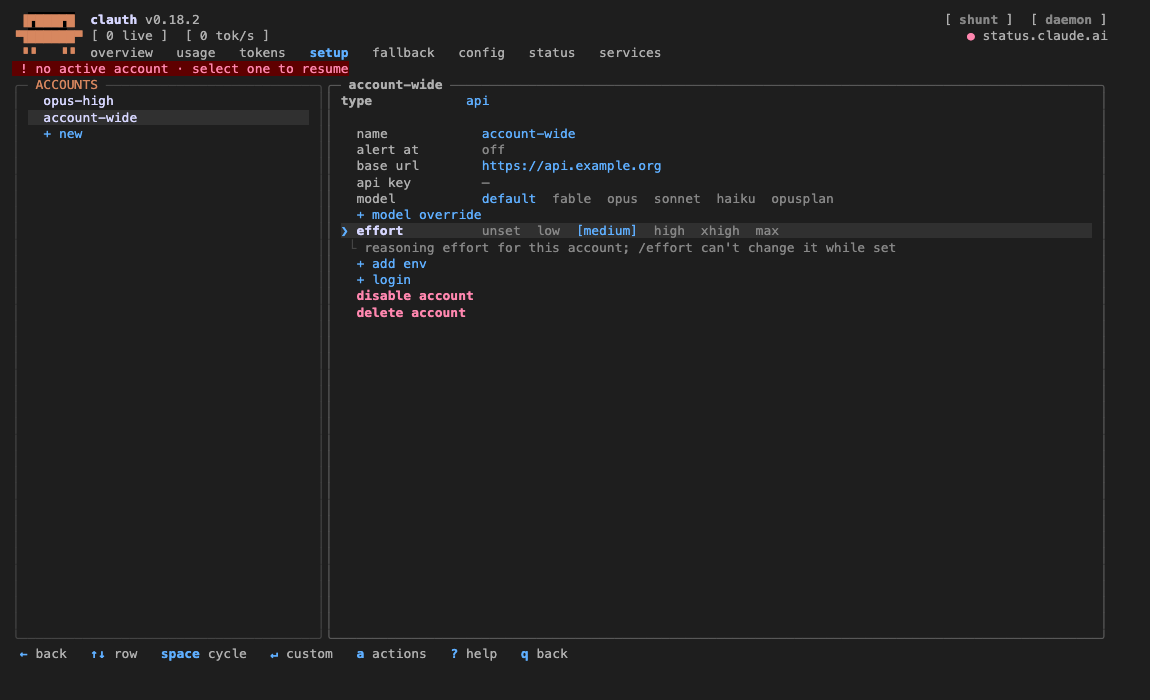 clauth v0.18.2 [ shunt ] [ daemon ]
[ 0 live ] [ 0 tok/s ] ● status.claude.ai
overview usage tokens setup fallback config status services
! no active account · select one to resume
ACCOUNTS
opus-high
account-wide
+ new
account-wide
type api
name account-wide
alert at off
base url https://api.example.org
api key —
model default fable opus sonnet haiku opusplan
+ model override
❯ effort unset low [medium] high xhigh max
└ reasoning effort for this account; /effort can't change it while set
+ add env
+ login
disable account
delete account
← back ↑↓ row space cycle ↵ custom a actions ? help q back